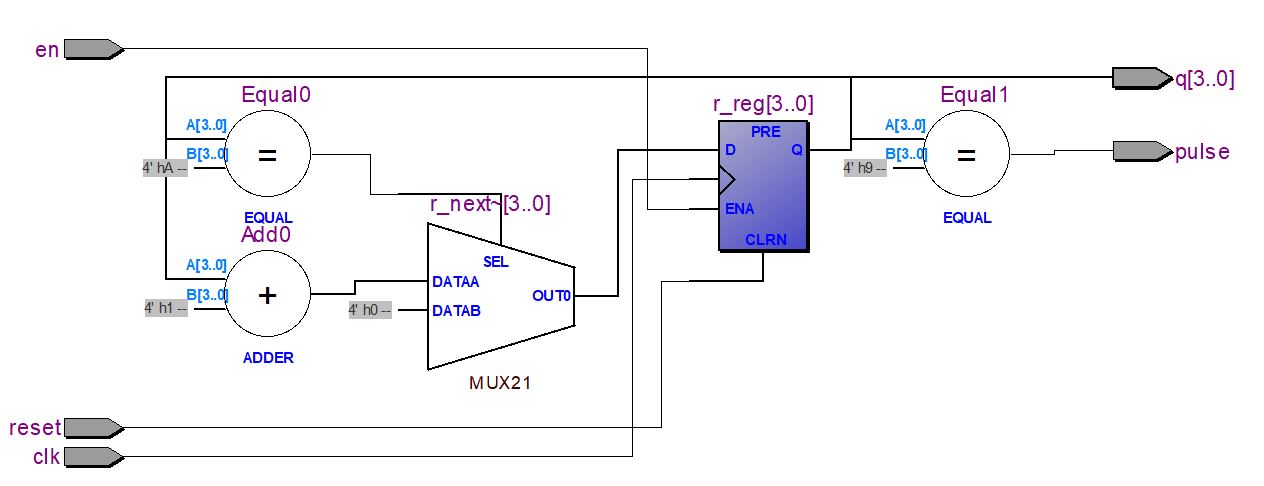 en
q[3..0]
Equal0
r_reg[3..0]
Equal1
A[3..0]
PRE
A[3..0]
B[3..0]
=
D
Q
B[3..0]
=
pulse
4' hA --
4' h9 --
r_next~[3..0]
ENA
EQUAL
EQUAL
Add0
CLRN
SEL
A[3..0]
DATAA
B[3..0]
+
OUT0
4' h1 --
4' h0 --
DATAB
ADDER
MUX21
reset
clk